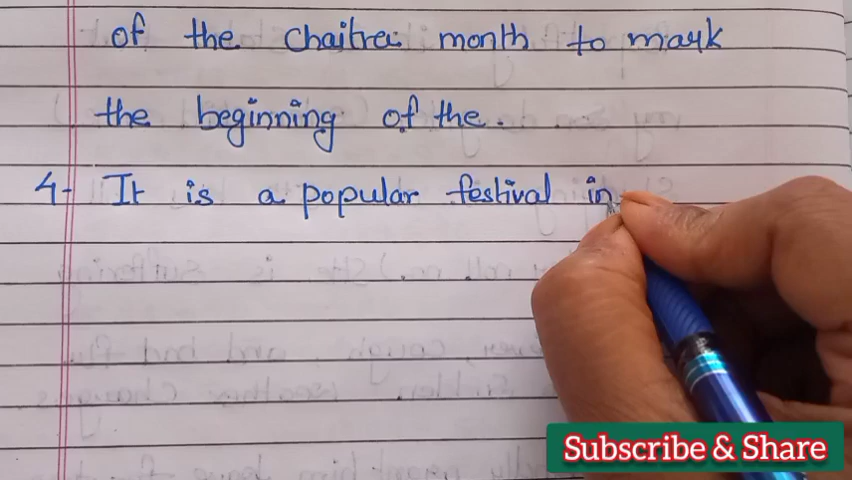 of the chaitra month to mark
the beginning of the.
4- It is a popular festival in
Subscribe & Share